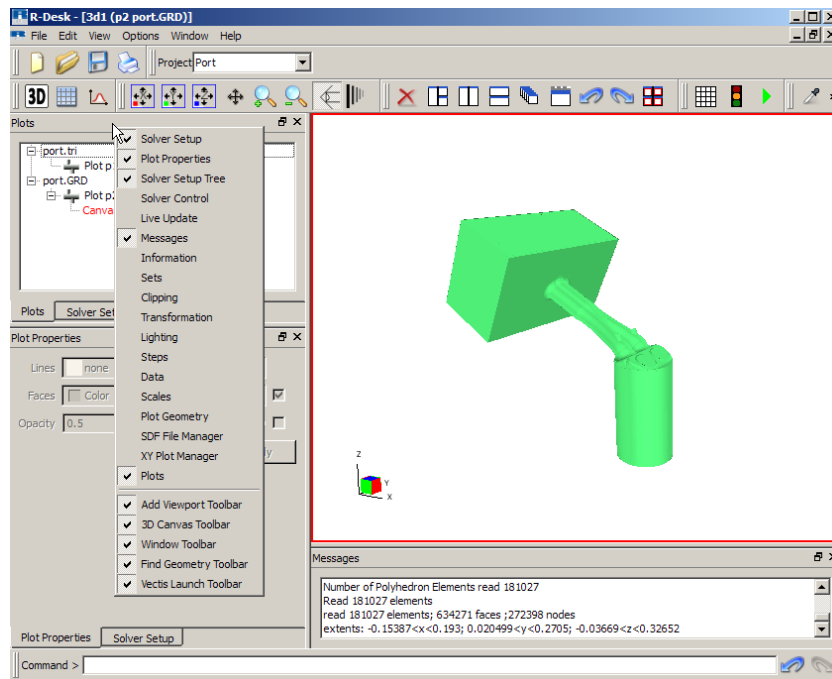 R-Desk - [3d1 (p2 port.GRD)]
File Edit View Options Window Help
Project Port
3D
Plots
port.tri
Plot p
port.GRD
Plot p2
Canva
Plots Solver Set
Solver Setup
Plot Properties
Solver Setup Tree
Solver Control
Live Update
Messages
Information
Sets
Clipping
Transformation
Lighting
Steps
Data
Scales
Plot Geometry
SDF File Manager
XY Plot Manager
Plots
Add Viewport Toolbar
3D Canvas Toolbar
Window Toolbar
Find Geometry Toolbar
Vectis Launch Toolbar
Plot Properties
Lines none
Faces Color
Opacity 0.5
ly
Plot Properties Solver Setup
Z
Y
X
Messages
Number of Polyhedron Elements read 181027
Read 181027 elements
read 181027 elements; 634271 faces ;272398 nodes
extents: -0.15387<x<0.193; 0.020499<y<0.2705; -0.03669<z<0.32652
Command >